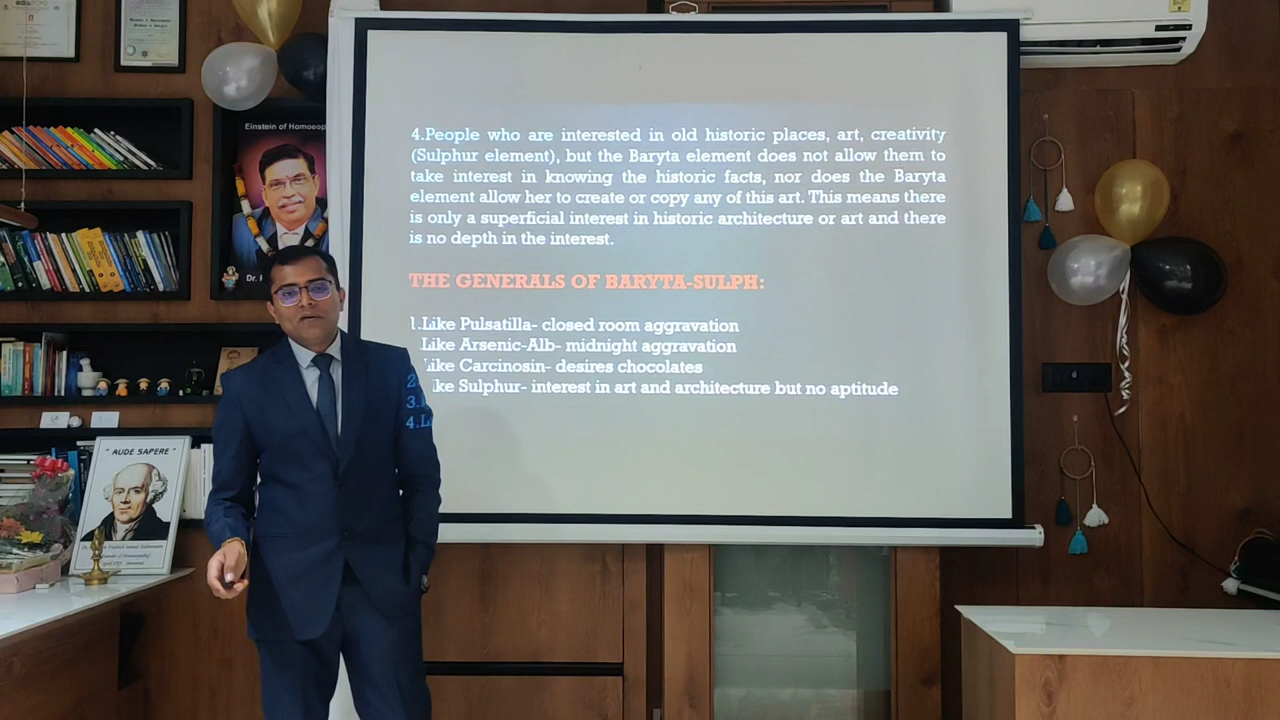 Einstein of Homoeop
Dr.
4.People who are interested in old historic places, art, creativity
(Sulphur element), but the Baryta element does not allow them to
take interest in knowing the historic facts, nor does the Baryta
element allow her to create or copy any of this art. This means there
is only a superficial interest in historic architecture or art and there
is no depth in the interest.
THE GENERALS OF BARYTA-SULPH:
1.Like Pulsatilla- closed room aggravation
Like Arsenic-Alb- midnight aggravation
Like Carcinosin- desires chocolates
ike Sulphur- interest in art and architecture but no aptitude
2
3.
4.L
" AUDE SAPERE "